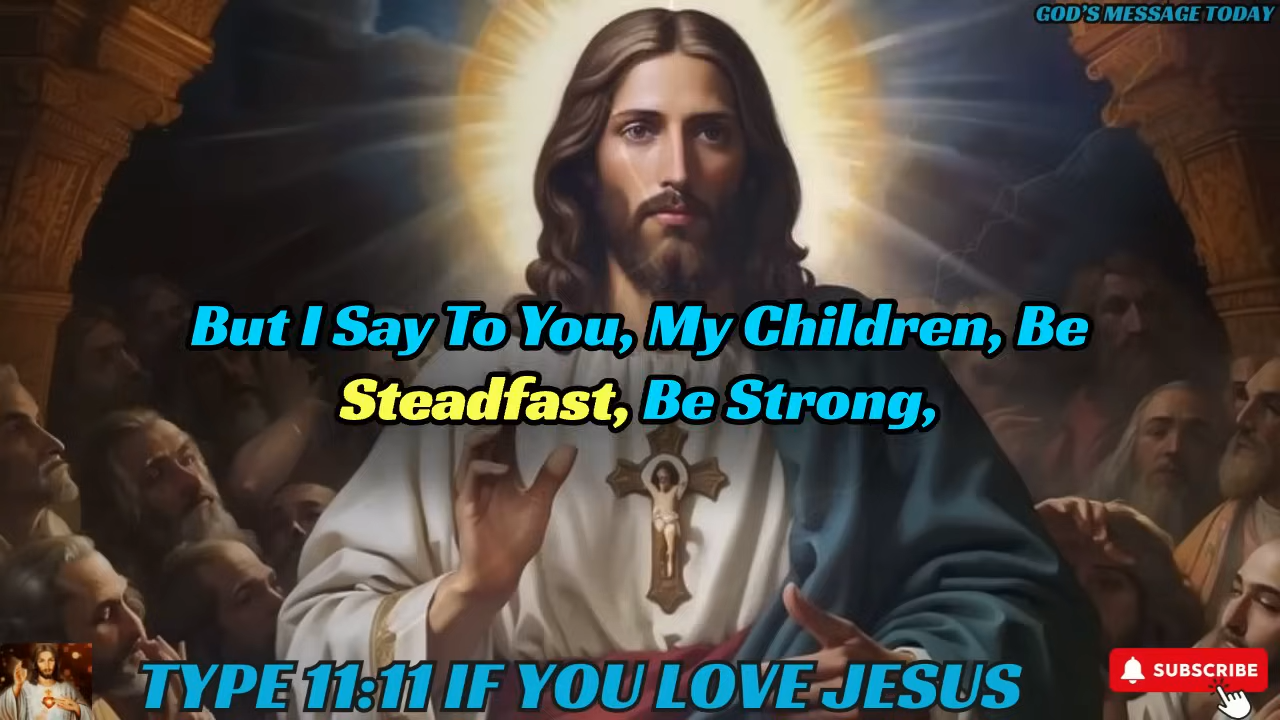 GOD'S MESSAGE TODAY
But I Say To You, My Children, Be
Steadfast, Be Strong,
TYPE 11:11 IF YOU LOVE JESUS
SUBSCRIBE